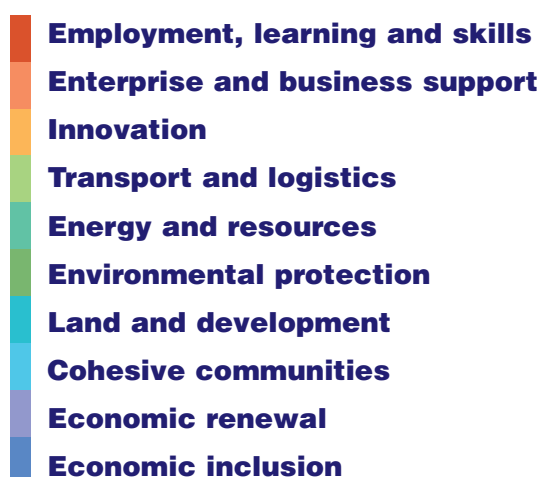 Employment, learning and skills
Enterprise and business support
Innovation
Transport and logistics
Energy and resources
Environmental protection
Land and development
Cohesive communities
Economic renewal
Economic inclusion